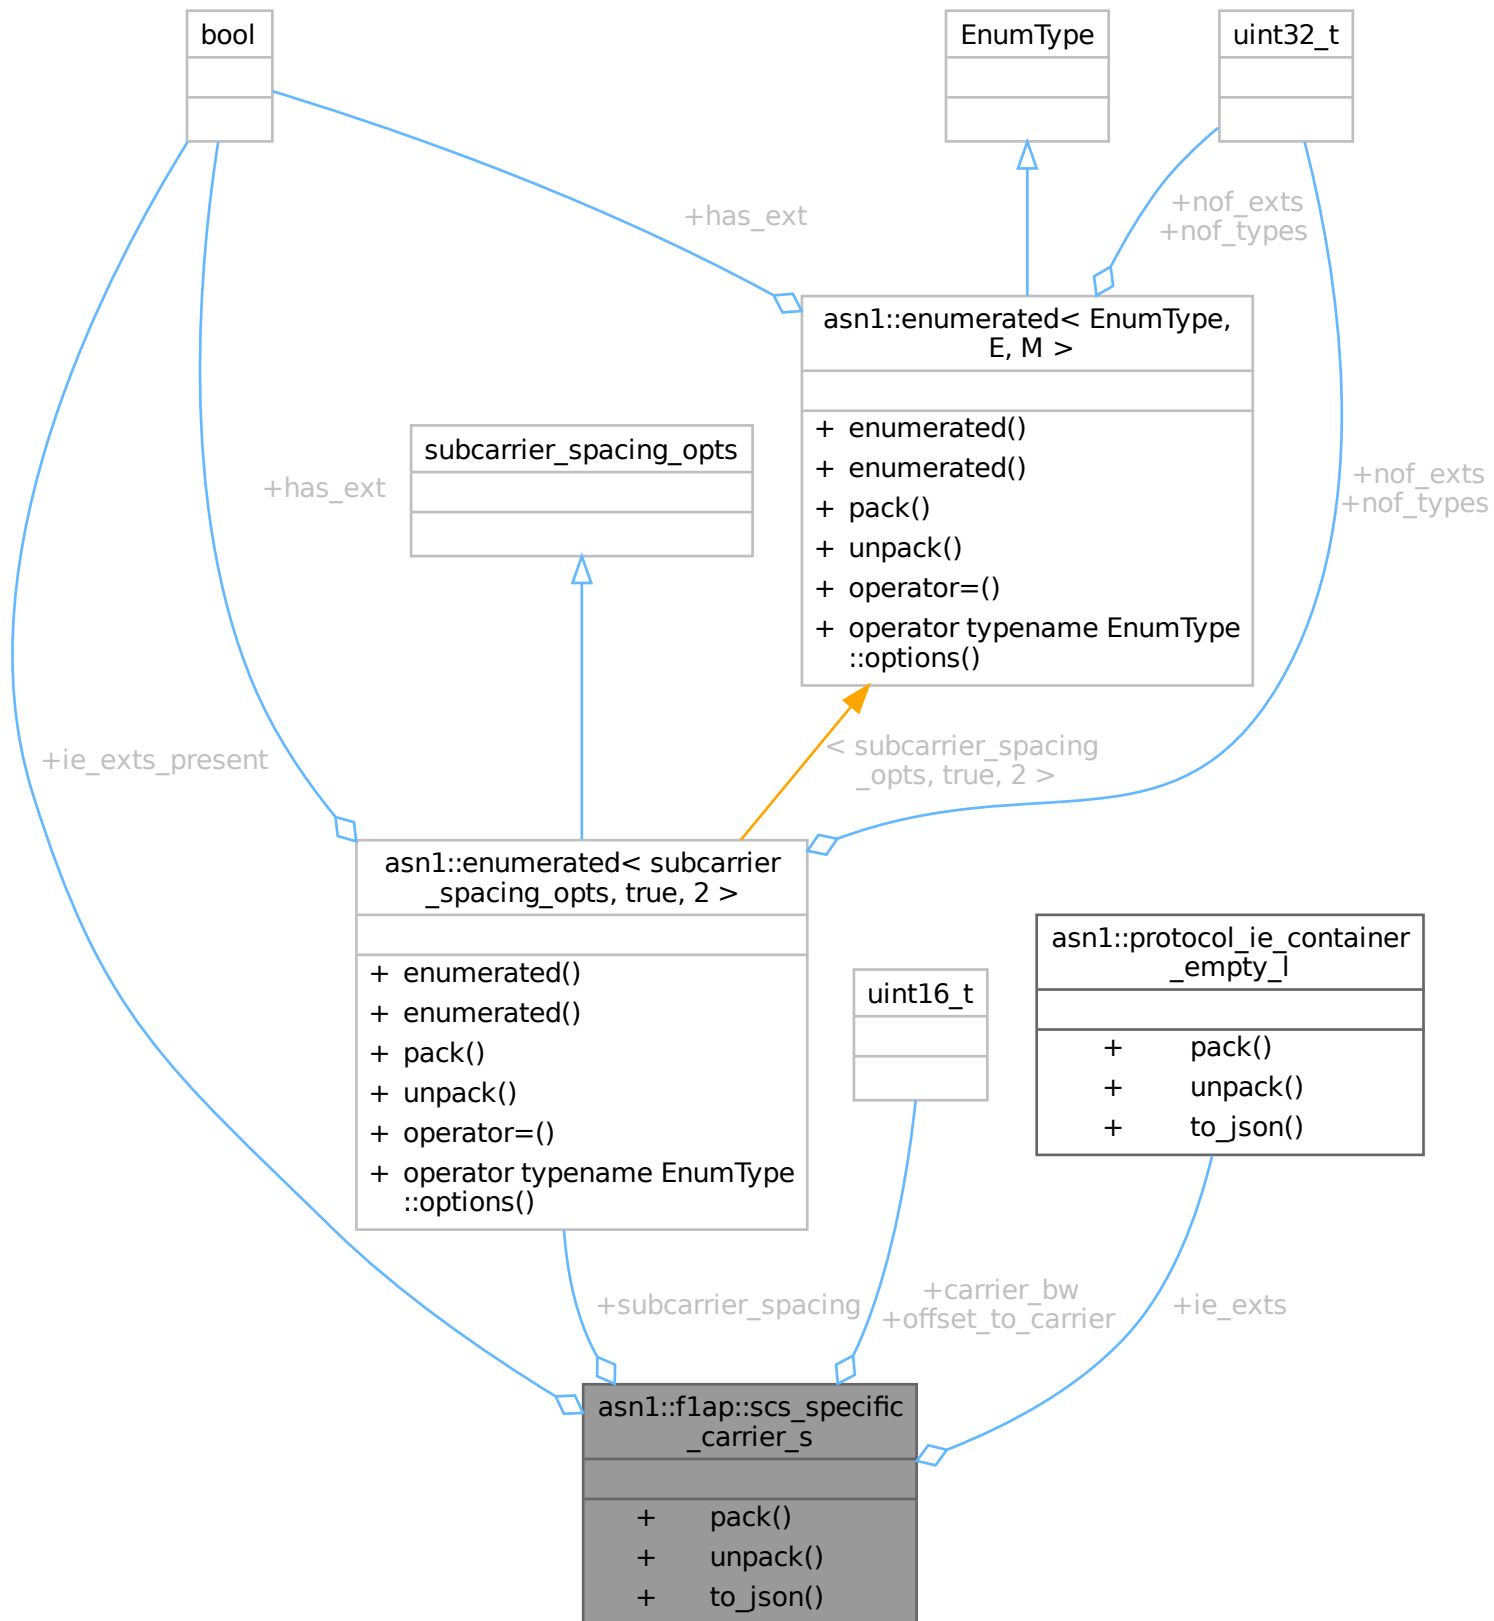 bool
EnumType
uint32_t
+has_ext
+nof_exts
+nof_types
asn1::enumerated< EnumType,
E, M >
+ enumerated()
+ enumerated()
+ pack()
+ unpack()
+ operator=()
+ operator typename EnumType
::options()
subcarrier_spacing_opts
+has_ext
+nof_exts
+nof_types
+ie_exts_present
< subcarrier_spacing
_opts, true, 2 >
asn1::enumerated< subcarrier
_spacing_opts, true, 2 >
+ enumerated()
+ enumerated()
+ pack()
+ unpack()
+ operator=()
+ operator typename EnumType
::options()
uint16_t
asn1::protocol_ie_container
_empty_l
+ pack()
+ unpack()
+ to_json()
+subcarrier_spacing
+carrier_bw
+offset_to_carrier
+ie_exts
asn1::f1ap::scs_specific
_carrier_s
+ pack()
+ unpack()
+ to_json()